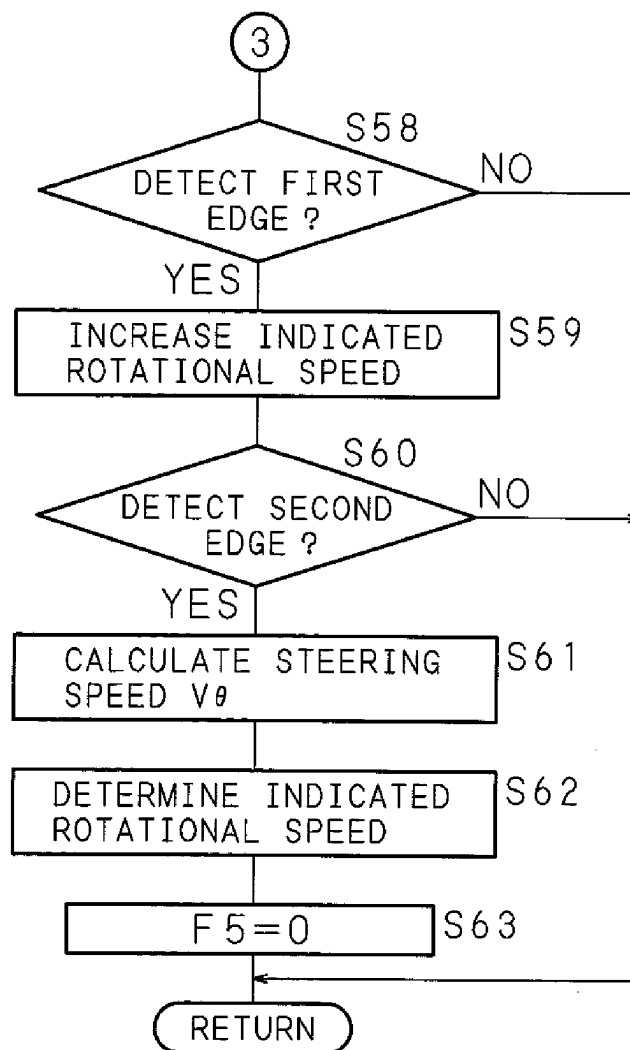 3
S58
DETECT FIRST
EDGE?
NO
YES
INCREASE INDICATED
ROTATIONAL SPEED
S59
S60
DETECT SECOND
EDGE?
NO
YES
CALCULATE STEERING
SPEED Vθ
S61
DETERMINE INDICATED
ROTATIONAL SPEED
S62
F5=0
S63
RETURN